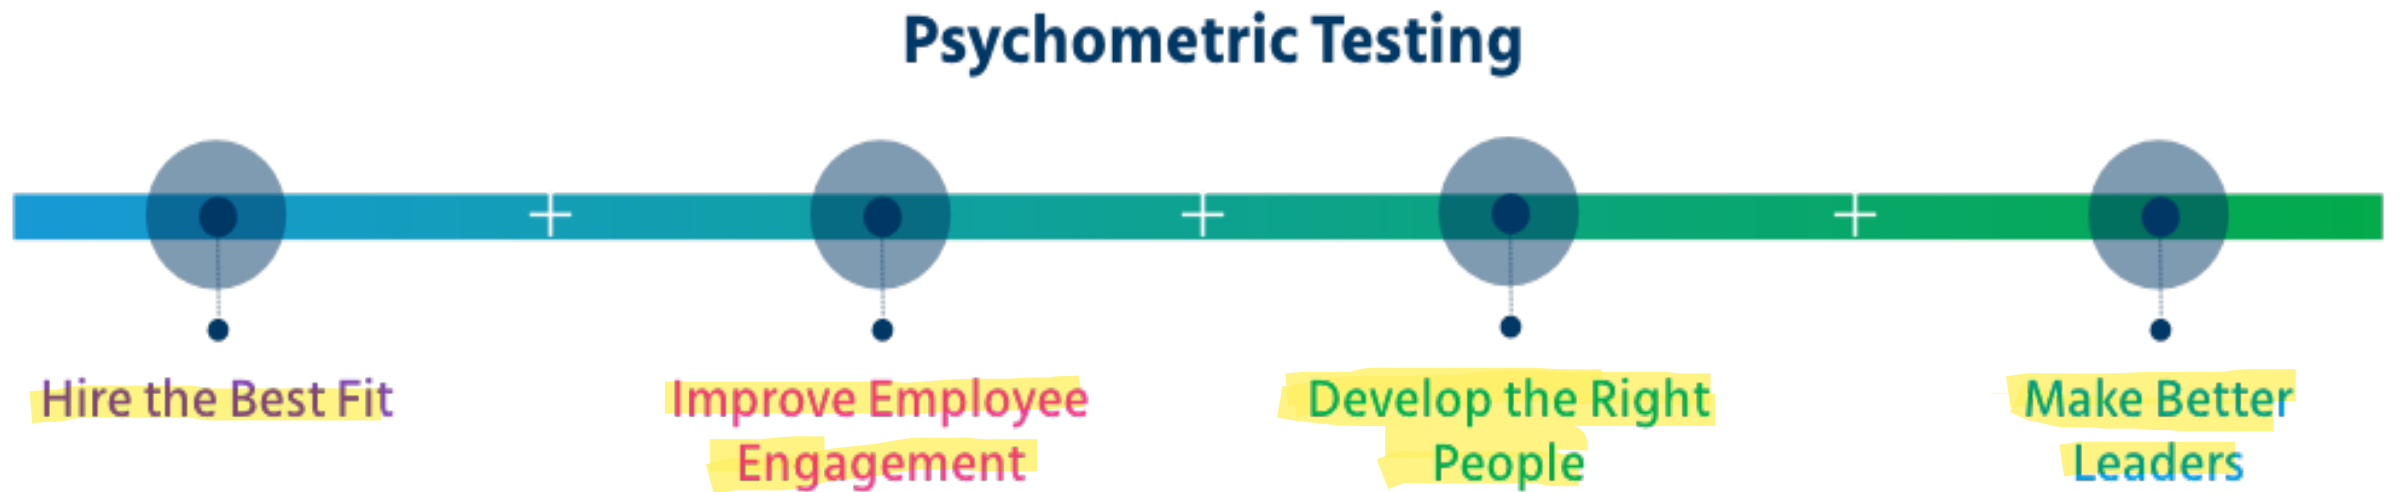 Psychometric Testing
Hire the Best Fit
Improve Employee
Engagement
Develop the Right
People
Make Better
Leaders